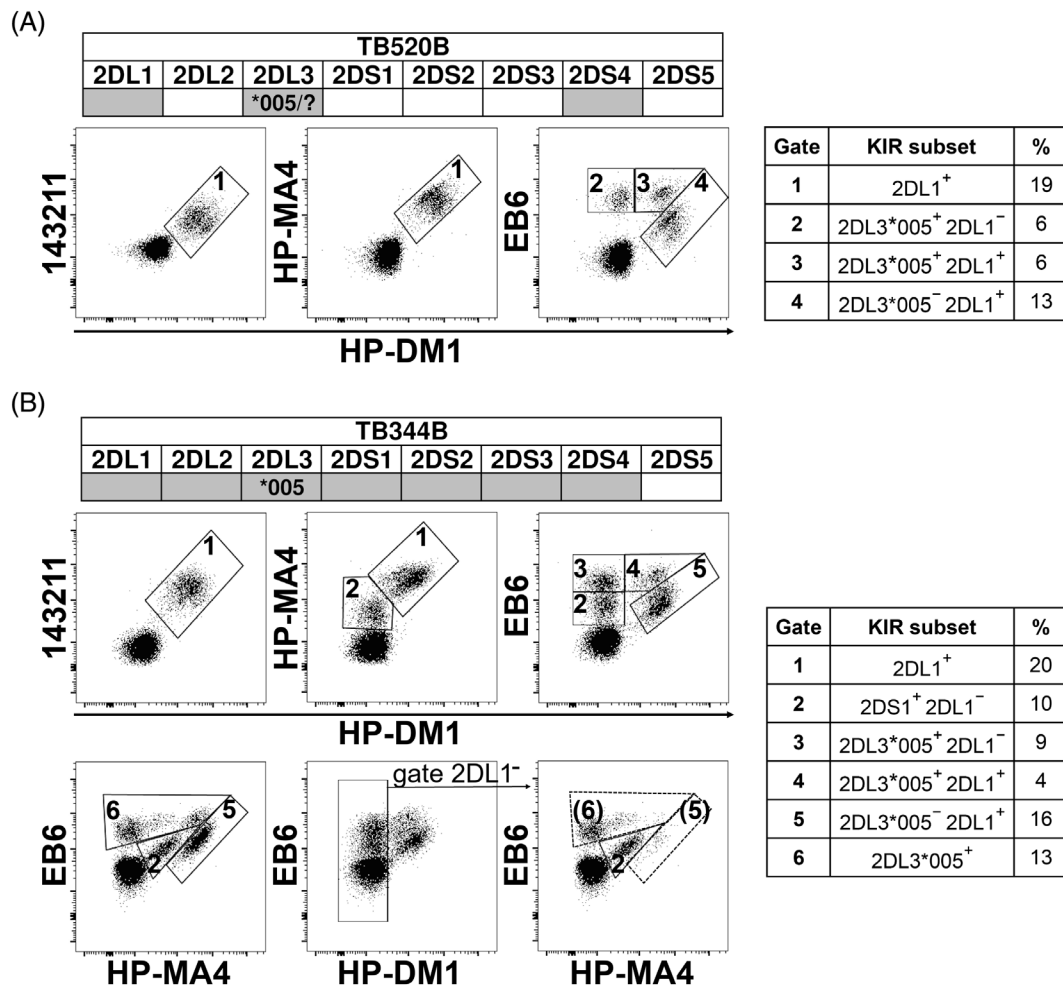 (A)
TB520B
2DL1 2DL2 2DL3 2DS1 2DS2 2DS3 2DS4 2DS5
*005/?
143211
1
HP-MA4
1
EB6
2 3 4
HP-DM1
Gate KIR subset %
1 2DL1⁺ 19
2 2DL3*005⁺ 2DL1⁻ 6
3 2DL3*005⁺ 2DL1⁺ 6
4 2DL3*005⁻ 2DL1⁺ 13
(B)
TB344B
2DL1 2DL2 2DL3 2DS1 2DS2 2DS3 2DS4 2DS5
*005
143211
1
HP-MA4
1
2
EB6
3 4 5
2
HP-DM1
EB6
6 5
2
HP-MA4
EB6
gate 2DL1⁻
HP-DM1
EB6
(6) (5)
2
HP-MA4
Gate KIR subset %
1 2DL1⁺ 20
2 2DS1⁺ 2DL1⁻ 10
3 2DL3*005⁺ 2DL1⁻ 9
4 2DL3*005⁺ 2DL1⁺ 4
5 2DL3*005⁻ 2DL1⁺ 16
6 2DL3*005⁺ 13